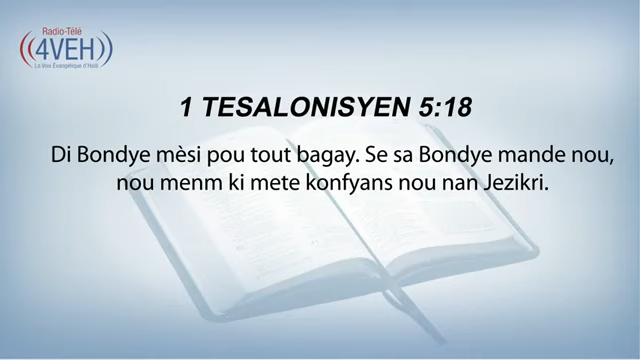 Radio-Télé
4VEH
La Voix Évangélique d'Haïti
1 TESALONISYEN 5:18
Di Bondye mèsi pou tout bagay. Se sa Bondye mande nou,
nou menm ki mete konfyans nou nan Jezikri.